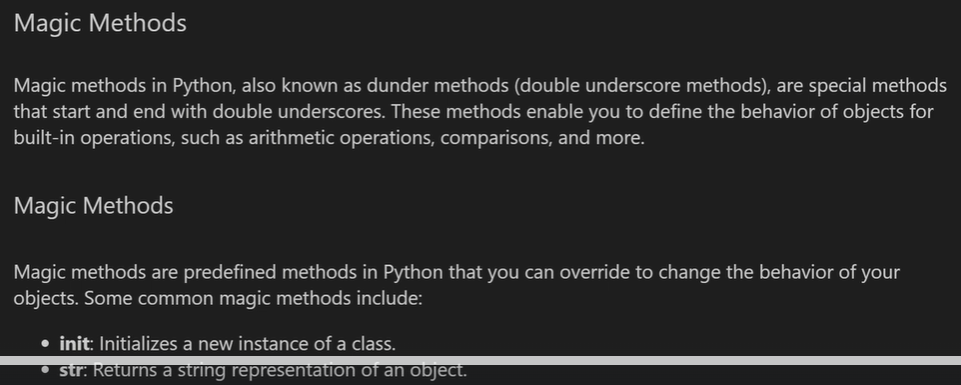 Magic Methods
Magic methods in Python, also known as dunder methods (double underscore methods), are special methods
that start and end with double underscores. These methods enable you to define the behavior of objects for
built-in operations, such as arithmetic operations, comparisons, and more.
Magic Methods
Magic methods are predefined methods in Python that you can override to change the behavior of your
objects. Some common magic methods include:
• init: Initializes a new instance of a class.
• str: Returns a string representation of an object.